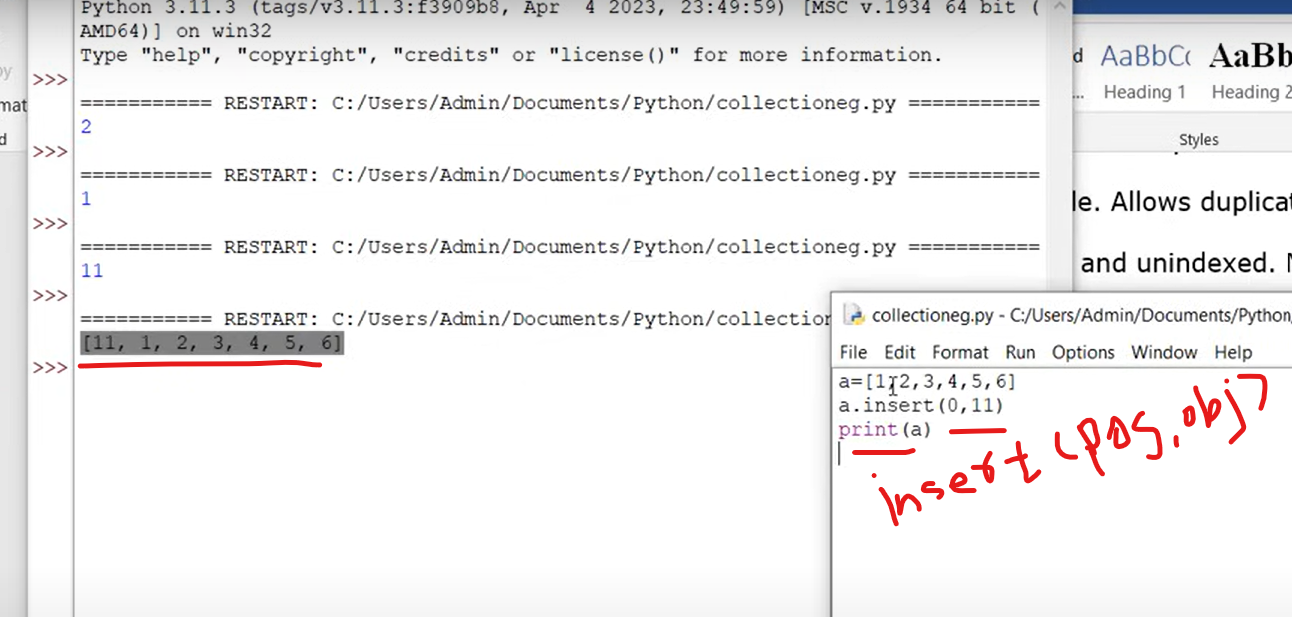 Python 3.11.3 (tags/v3.11.3:f3909b8, Apr  4 2023, 23:49:59) [MSC v.1934 64 bit (
AMD64)] on win32
Type "help", "copyright", "credits" or "license()" for more information.
>>>
=========== RESTART: C:/Users/Admin/Documents/Python/collectioneg.py ===========
2
>>>
=========== RESTART: C:/Users/Admin/Documents/Python/collectioneg.py ===========
1
>>>
=========== RESTART: C:/Users/Admin/Documents/Python/collectioneg.py ===========
11
>>>
=========== RESTART: C:/Users/Admin/Documents/Python/collection
[11, 1, 2, 3, 4, 5, 6]
>>>
AaBbC AaBb
Heading 1 Heading 2
Styles
le. Allows duplicat
and unindexed.
collectioneg.py - C:/Users/Admin/Documents/Python/
File Edit Format Run Options Window Help
a=[1,2,3,4,5,6]
a.insert(0,11)
print(a)
insert (pos, obj)